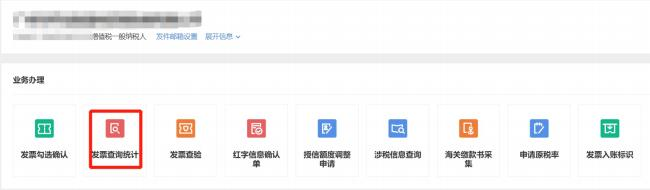 增值税一般纳税人 发件邮箱设置 展开信息
业务办理
发票勾选确认 发票查询统计 发票查验 红字信息确认单 授信额度调整申请 涉税信息查询 海关缴款书采集 申请原税率 发票入账标识